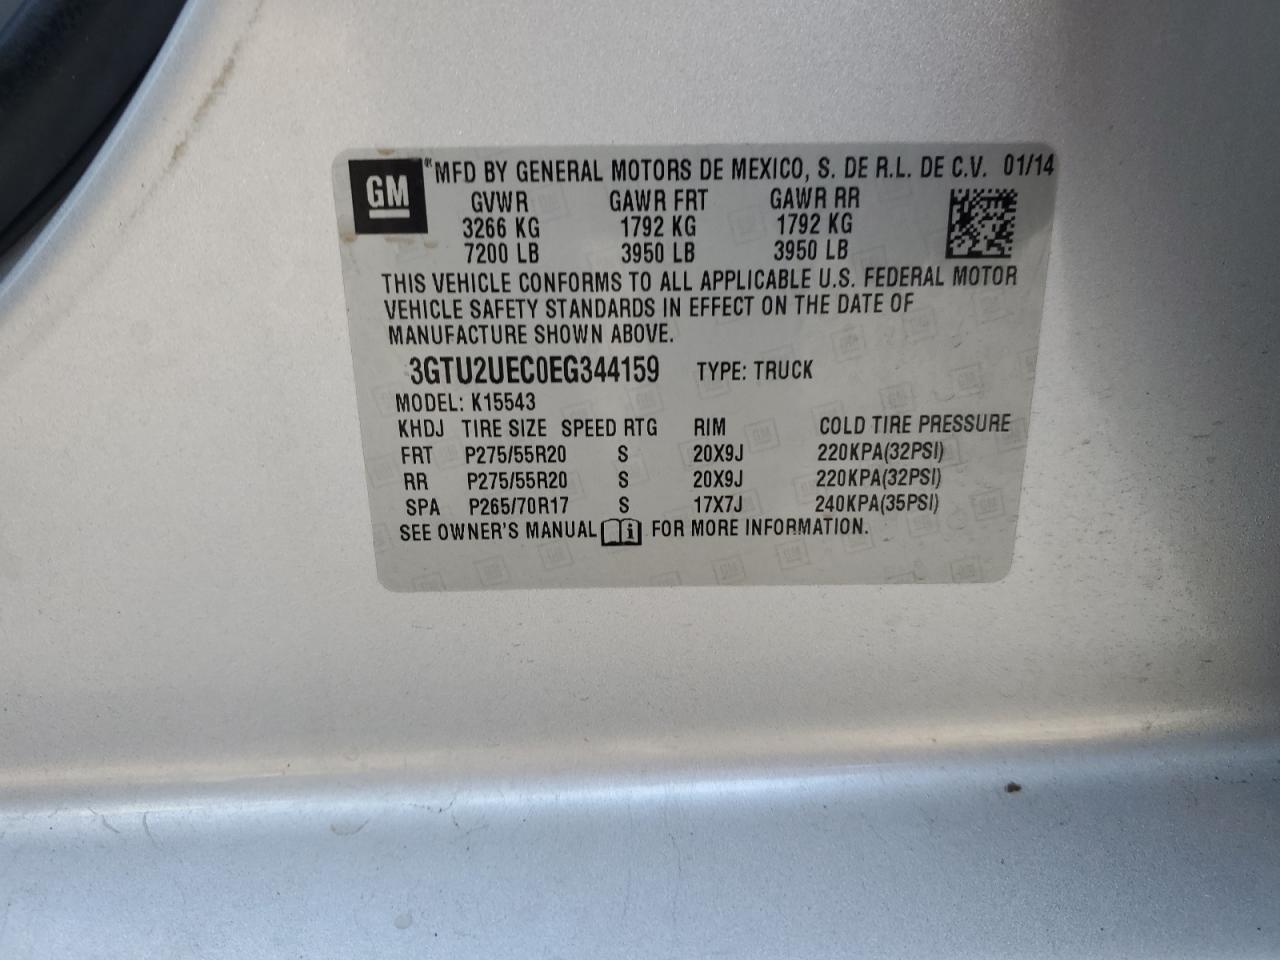 GM
MFD BY GENERAL MOTORS DE MEXICO, S. DE R.L. DE C.V. 01/14
GVWR GAWR FRT GAWR RR
3266 KG 1792 KG 1792 KG
7200 LB 3950 LB 3950 LB
THIS VEHICLE CONFORMS TO ALL APPLICABLE U.S. FEDERAL MOTOR
VEHICLE SAFETY STANDARDS IN EFFECT ON THE DATE OF
MANUFACTURE SHOWN ABOVE.
3GTU2UEC0EG344159 TYPE: TRUCK
MODEL: K15543
KHDJ TIRE SIZE SPEED RTG RIM COLD TIRE PRESSURE
FRT P275/55R20 S 20X9J 220KPA(32PSI)
RR P275/55R20 S 20X9J 220KPA(32PSI)
SPA P265/70R17 S 17X7J 240KPA(35PSI)
SEE OWNER'S MANUAL FOR MORE INFORMATION.